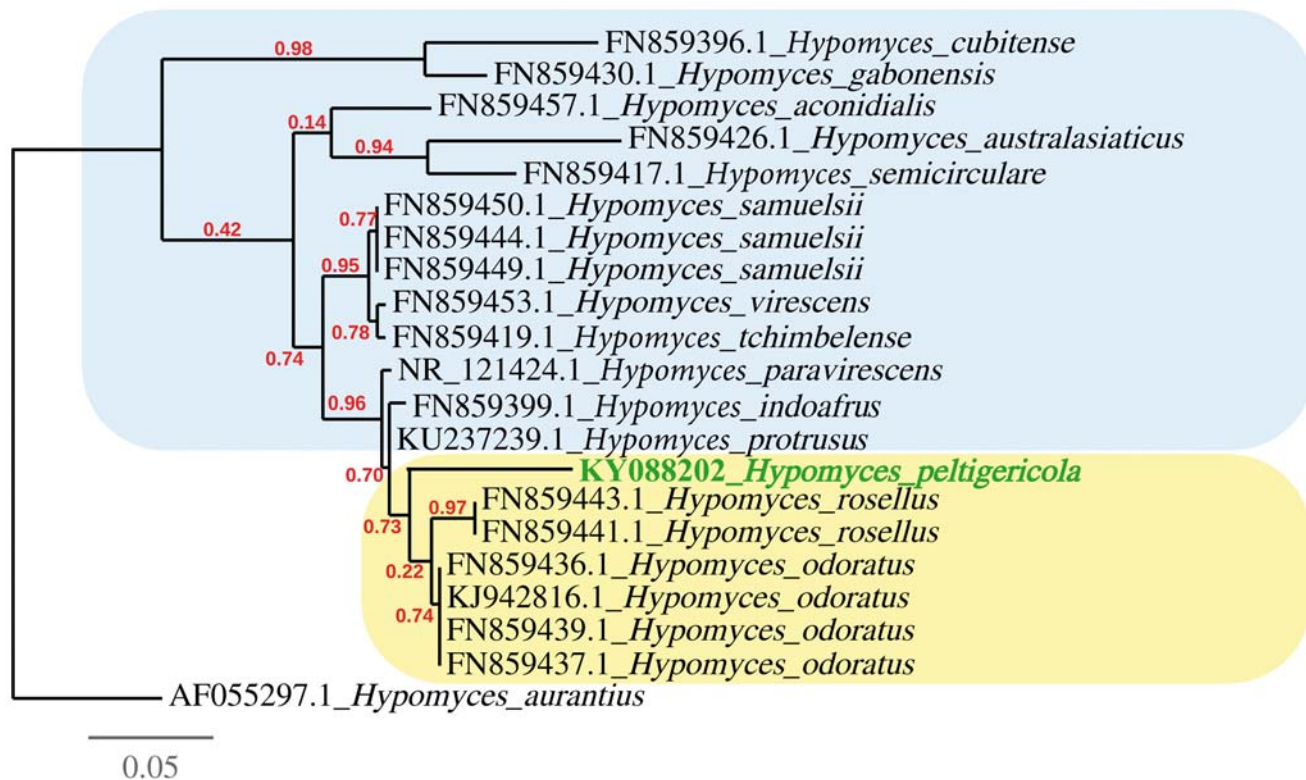 0.98
FN859396.1_Hypomyces_cubitense
FN859430.1_Hypomyces_gabonensis
0.14
FN859457.1_Hypomyces_aconidialis
0.94
FN859426.1_Hypomyces_australasiaticus
FN859417.1_Hypomyces_semicirculare
0.42
0.77
FN859450.1_Hypomyces_samuelsii
FN859444.1_Hypomyces_samuelsii
0.95
FN859449.1_Hypomyces_samuelsii
FN859453.1_Hypomyces_virescens
0.78
FN859419.1_Hypomyces_tchimbelense
0.74
NR_121424.1_Hypomyces_paravirescens
0.96
FN859399.1_Hypomyces_indoafrus
KU237239.1_Hypomyces_protrusus
0.70
KY088202_Hypomyces_peltigericola
0.97
FN859443.1_Hypomyces_rosellus
0.73
FN859441.1_Hypomyces_rosellus
0.22
FN859436.1_Hypomyces_odoratus
KJ942816.1_Hypomyces_odoratus
0.74
FN859439.1_Hypomyces_odoratus
FN859437.1_Hypomyces_odoratus
AF055297.1_Hypomyces_aurantius
0.05